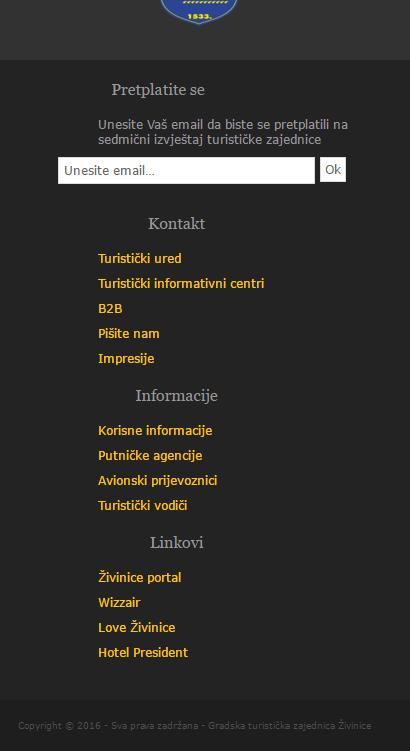 1533.
Pretplatite se
Unesite Vaš email da biste se pretplatili na
sedmični izvještaj turističke zajednice
Unesite email... Ok
Kontakt
Turistički ured
Turistički informativni centri
B2B
Pišite nam
Impresije
Informacije
Korisne informacije
Putničke agencije
Avionski prijevoznici
Turistički vodiči
Linkovi
Živinice portal
Wizzair
Love Živinice
Hotel President
Copyright © 2016 - Sva prava zadržana - Gradska turistička zajednica Živinice